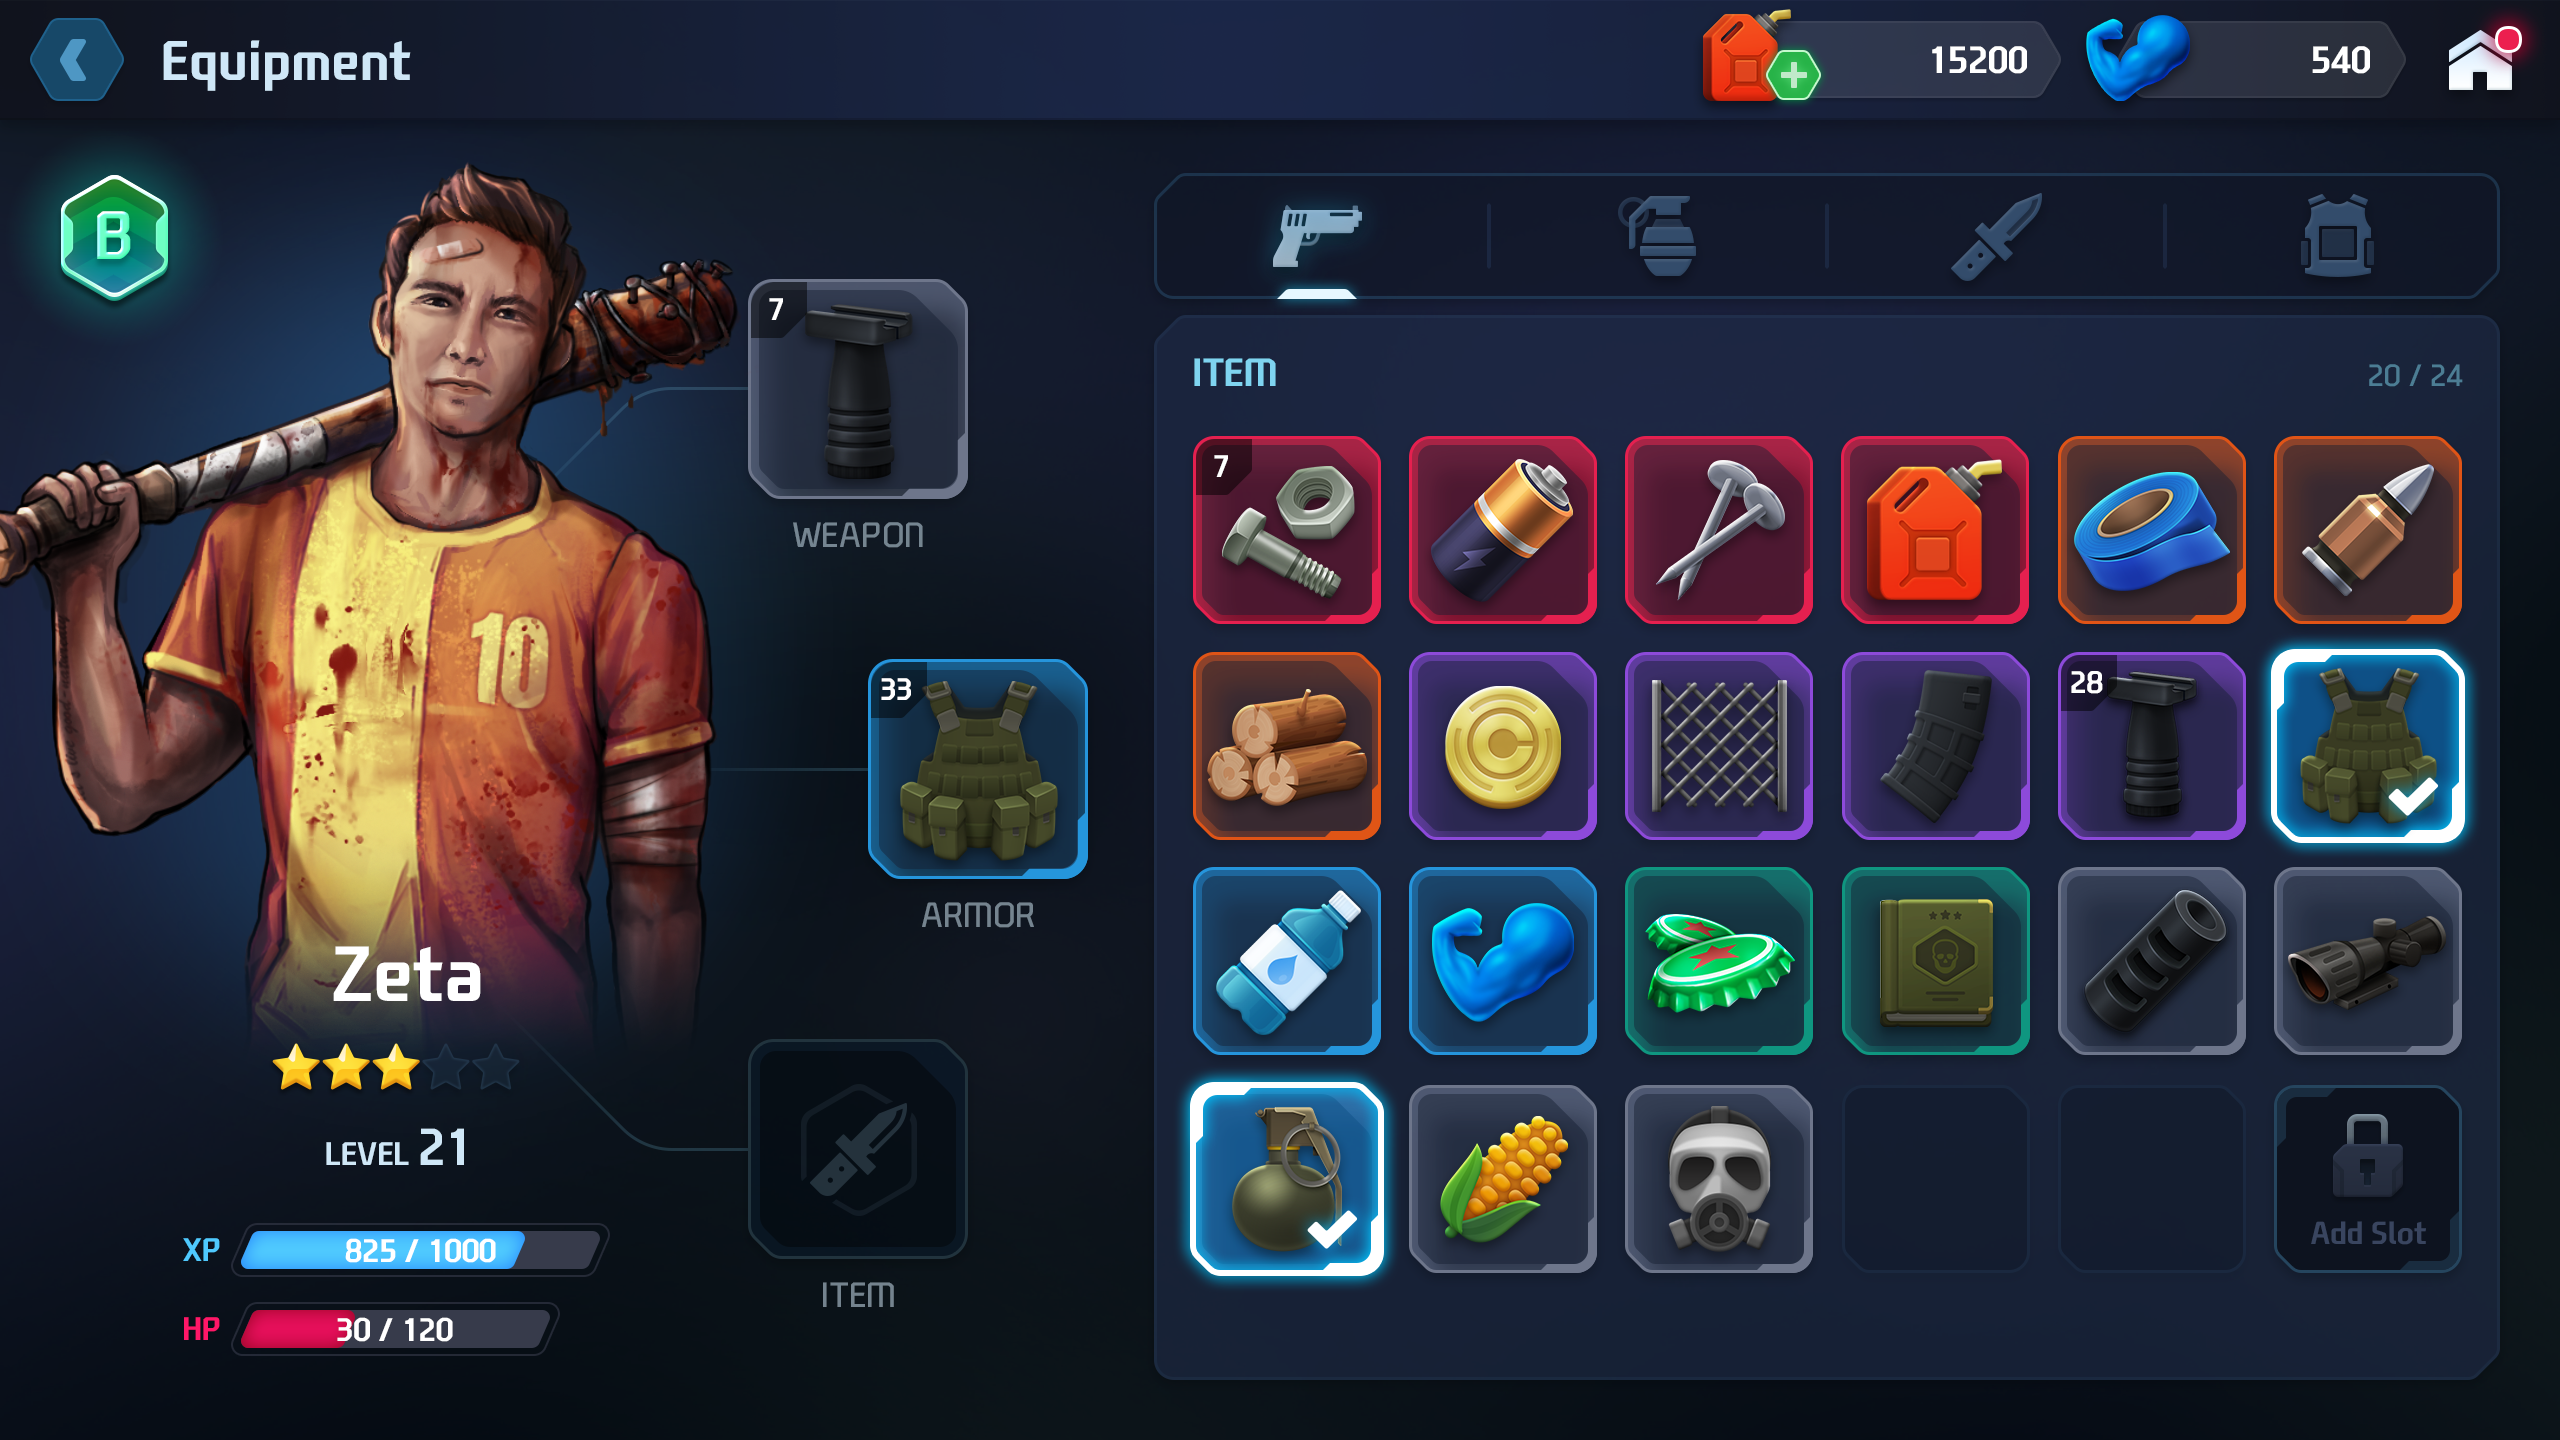 Equipment
15200
540
B
7
WEAPON
10
33
ARMOR
Zeta
LEVEL 21
XP 825 / 1000
HP 30 / 120
ITEM
ITEM
20 / 24
7
28
Add Slot